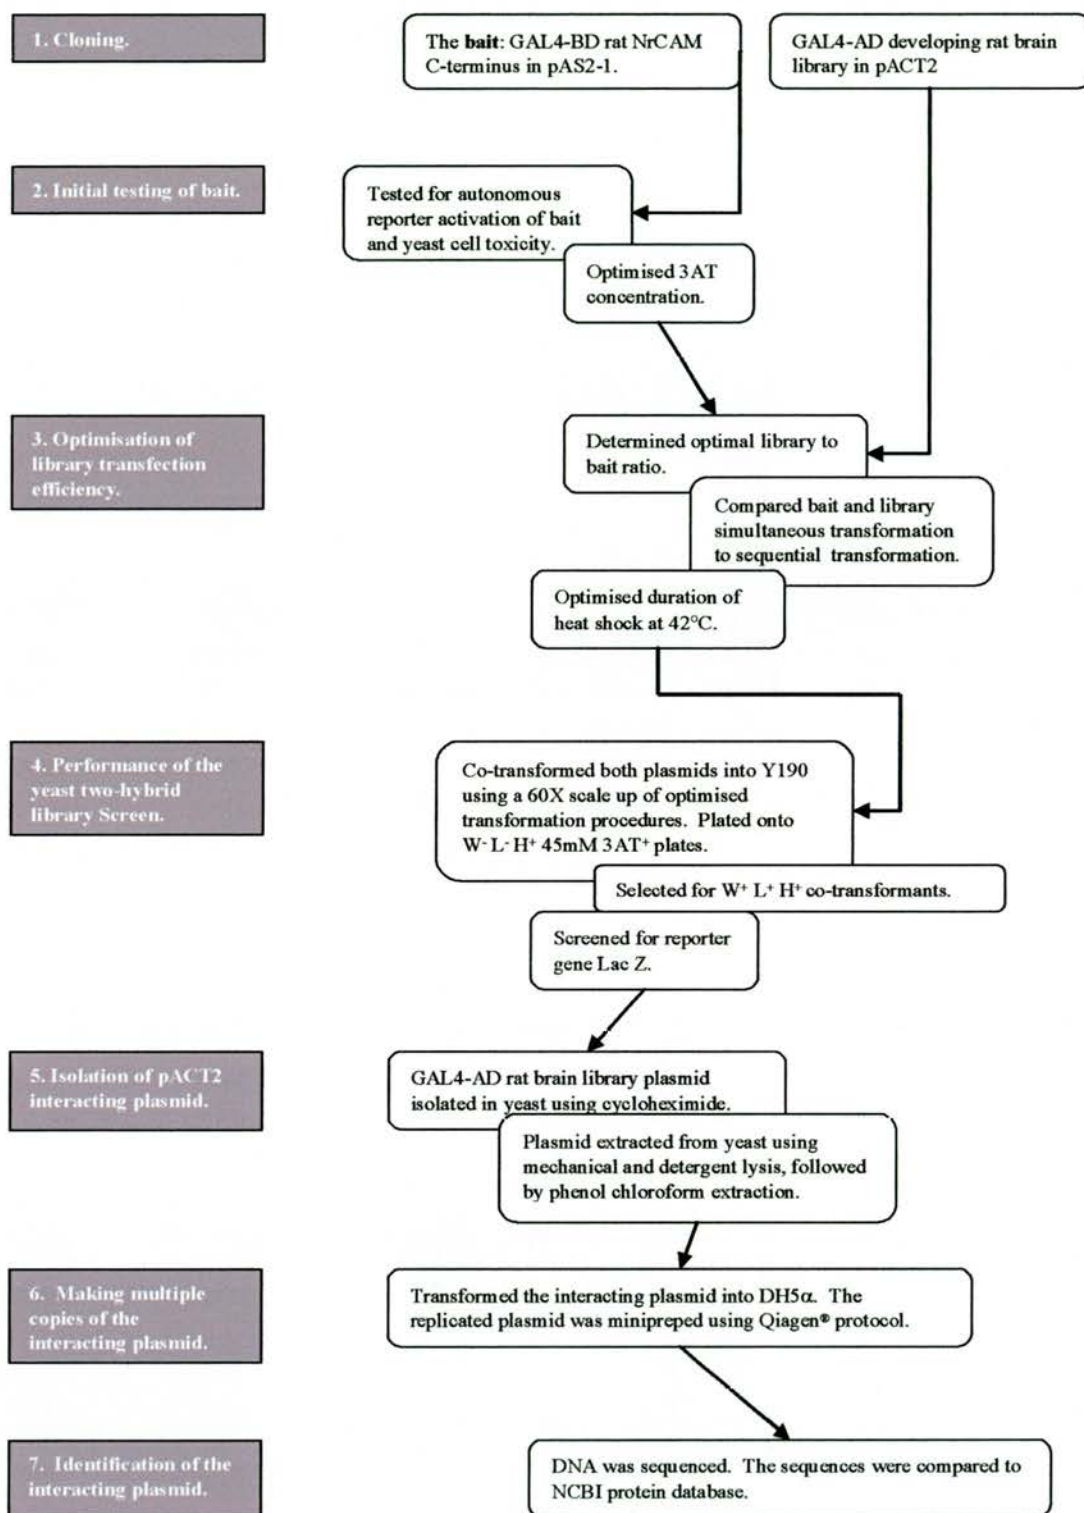 1. Cloning.
The bait: GAL4-BD rat NrCAM
C-terminus in pAS2-1.
GAL4-AD developing rat brain
library in pACT2
2. Initial testing of bait.
Tested for autonomous
reporter activation of bait
and yeast cell toxicity.
Optimised 3AT
concentration.
3. Optimisation of
library transfection
efficiency.
Determined optimal library to
bait ratio.
Compared bait and library
simultaneous transformation
to sequential transformation.
Optimised duration of
heat shock at 42°C.
4. Performance of the
yeast two-hybrid
library Screen.
Co-transformed both plasmids into Y190
using a 60X scale up of optimised
transformation procedures. Plated onto
W⁻ L⁻ H⁺ 45mM 3AT⁺ plates.
Selected for W⁺ L⁺ H⁺ co-transformants.
Screened for reporter
gene Lac Z.
5. Isolation of pACT2
interacting plasmid.
GAL4-AD rat brain library plasmid
isolated in yeast using cycloheximide.
Plasmid extracted from yeast using
mechanical and detergent lysis, followed
by phenol chloroform extraction.
6. Making multiple
copies of the
interacting plasmid.
Transformed the interacting plasmid into DH5α. The
replicated plasmid was minipreped using Qiagen® protocol.
7. Identification of the
interacting plasmid.
DNA was sequenced. The sequences were compared to
NCBI protein database.